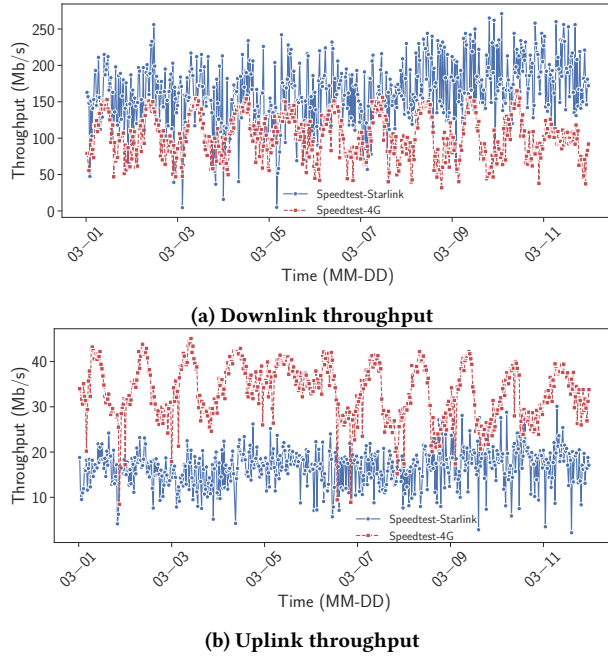 250
200
150
100
50
0
Throughput (Mb/s)
Speedtest-Starlink
Speedtest-4G
03−01
03−03
03−05
03−07
03−09
03−11
Time (MM-DD)
(a) Downlink throughput
40
30
20
10
Throughput (Mb/s)
Speedtest-Starlink
Speedtest-4G
03−01
03−03
03−05
03−07
03−09
03−11
Time (MM-DD)
(b) Uplink throughput